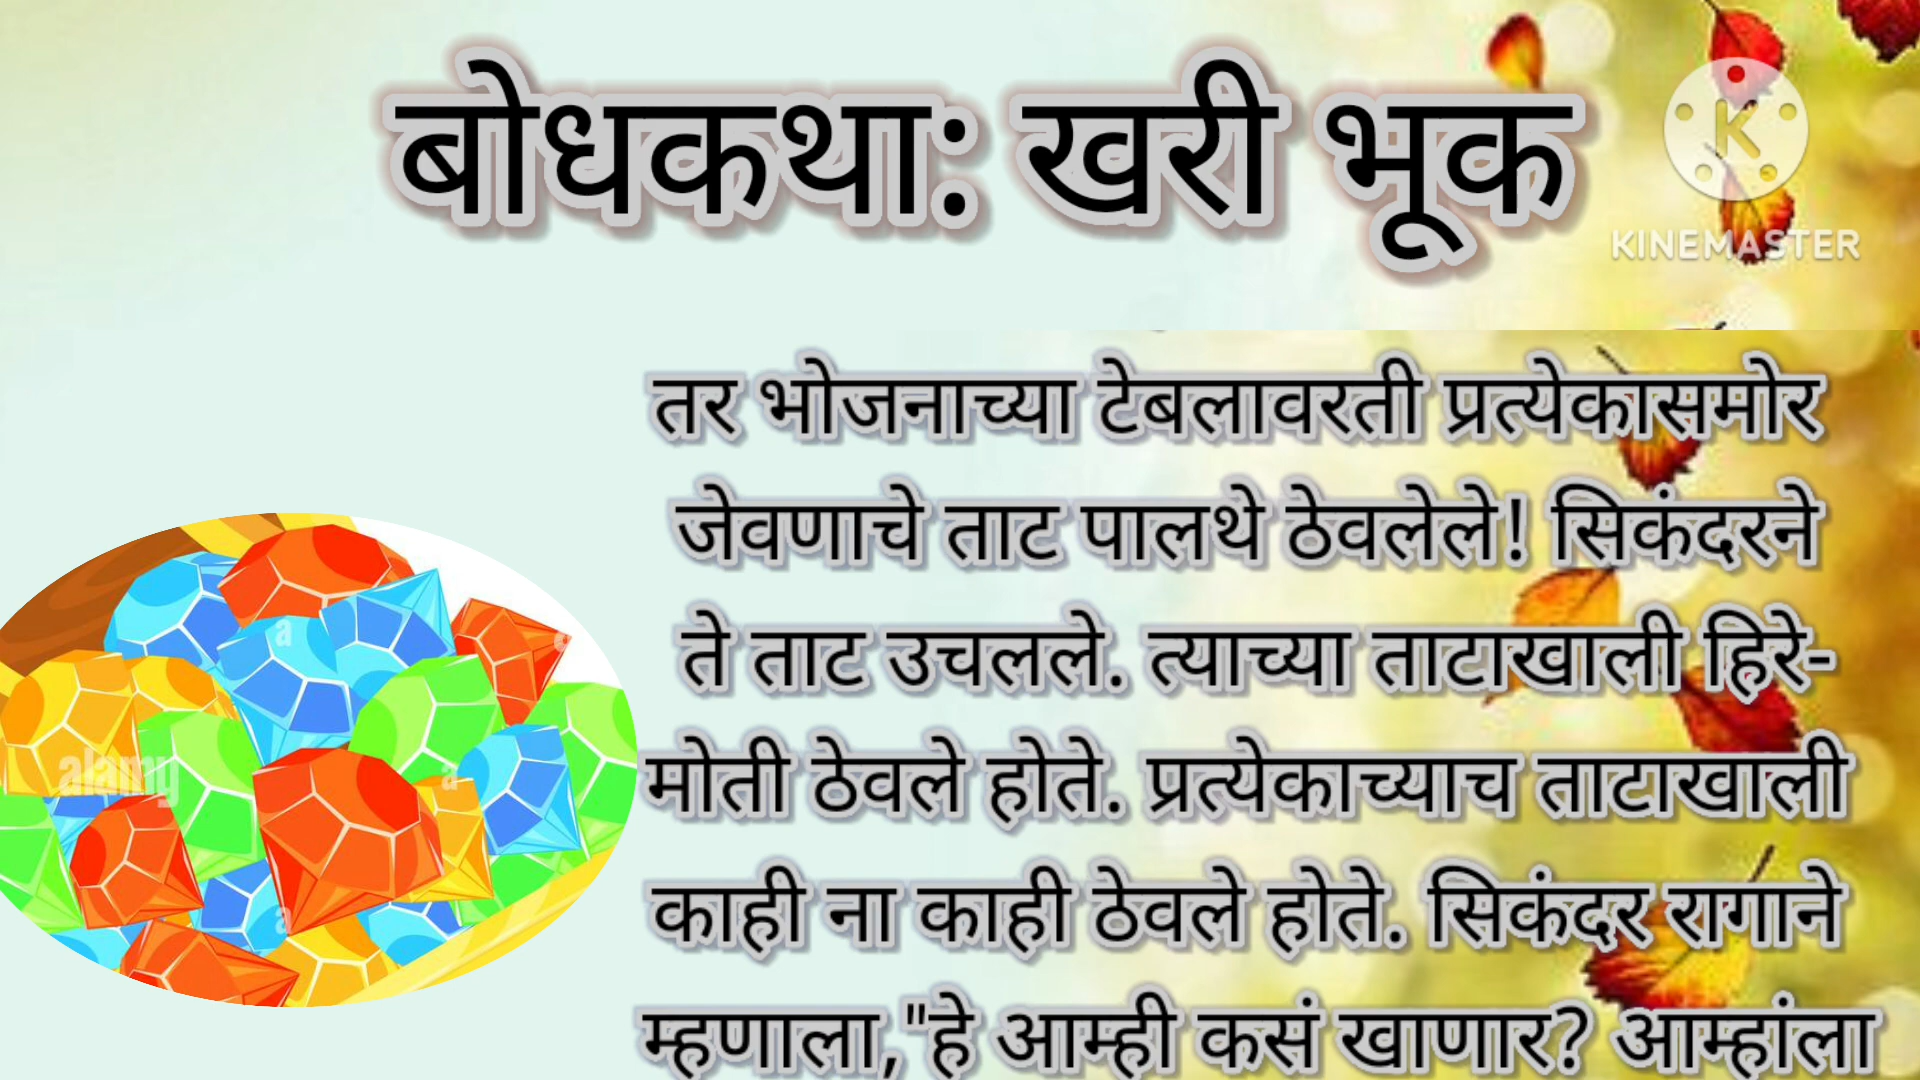 बोधकथा: खरी भूक
KINEMASTER
तर भोजनाच्या टेबलावरती प्रत्येकासमोर
जेवणाचे ताट पालथे ठेवलेले! सिकंदरने
ते ताट उचलले. त्याच्या ताटाखाली हिरे-
मोती ठेवले होते. प्रत्येकाच्याच ताटाखाली
काही ना काही ठेवले होते. सिकंदर रागाने
म्हणाला,"हे आम्ही कसं खाणार? आम्हांला
a
a
alamy
a
a